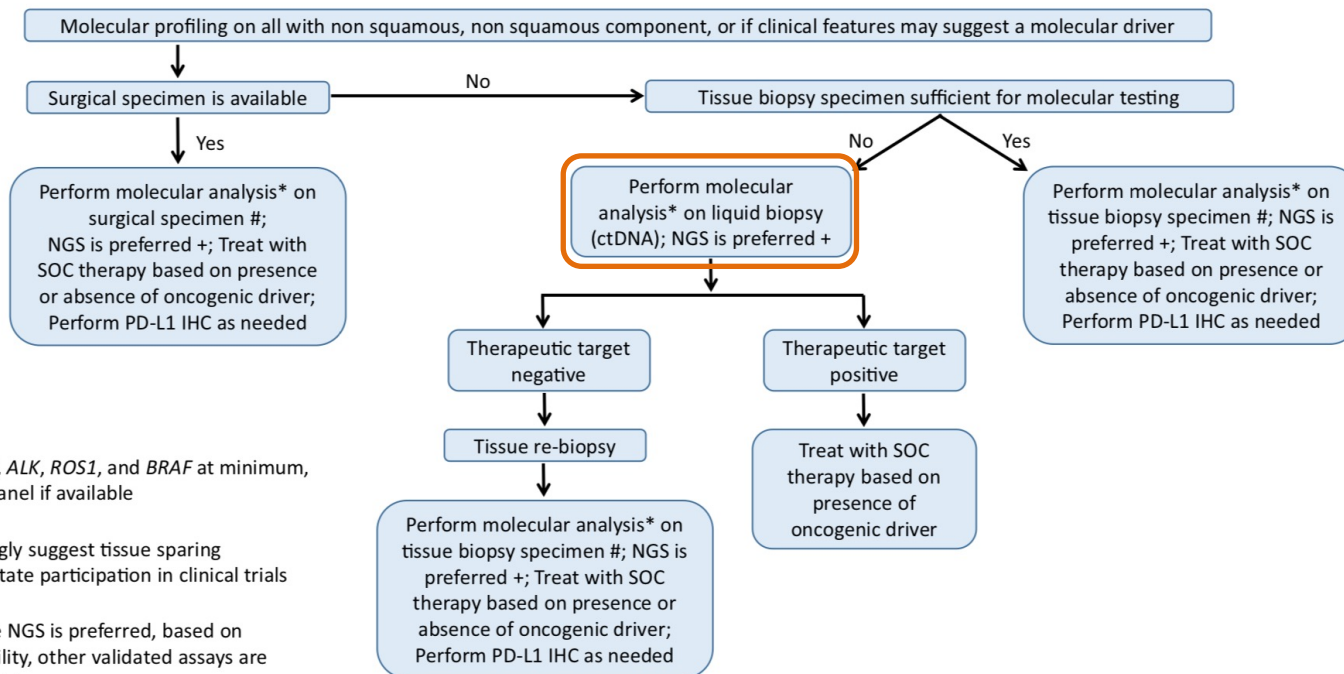 Molecular profiling on all with non squamous, non squamous component, or if clinical features may suggest a molecular driver
Surgical specimen is available
No
Tissue biopsy specimen sufficient for molecular testing
Yes
No
Yes
Perform molecular analysis* on
surgical specimen #;
NGS is preferred +; Treat with
SOC therapy based on presence
or absence of oncogenic driver;
Perform PD-L1 IHC as needed
Perform molecular
analysis* on liquid biopsy
(ctDNA); NGS is preferred +
Perform molecular analysis* on
tissue biopsy specimen #; NGS is
preferred +; Treat with SOC
therapy based on presence or
absence of oncogenic driver;
Perform PD-L1 IHC as needed
Therapeutic target
negative
Therapeutic target
positive
Tissue re-biopsy
Treat with SOC
therapy based on
presence of
oncogenic driver
Perform molecular analysis* on
tissue biopsy specimen #; NGS is
preferred +; Treat with SOC
therapy based on presence or
absence of oncogenic driver;
Perform PD-L1 IHC as needed
, ALK, ROS1, and BRAF at minimum,
if available
suggest tissue sparing
participation in clinical trials
NGS is preferred, based on
other validated assays are